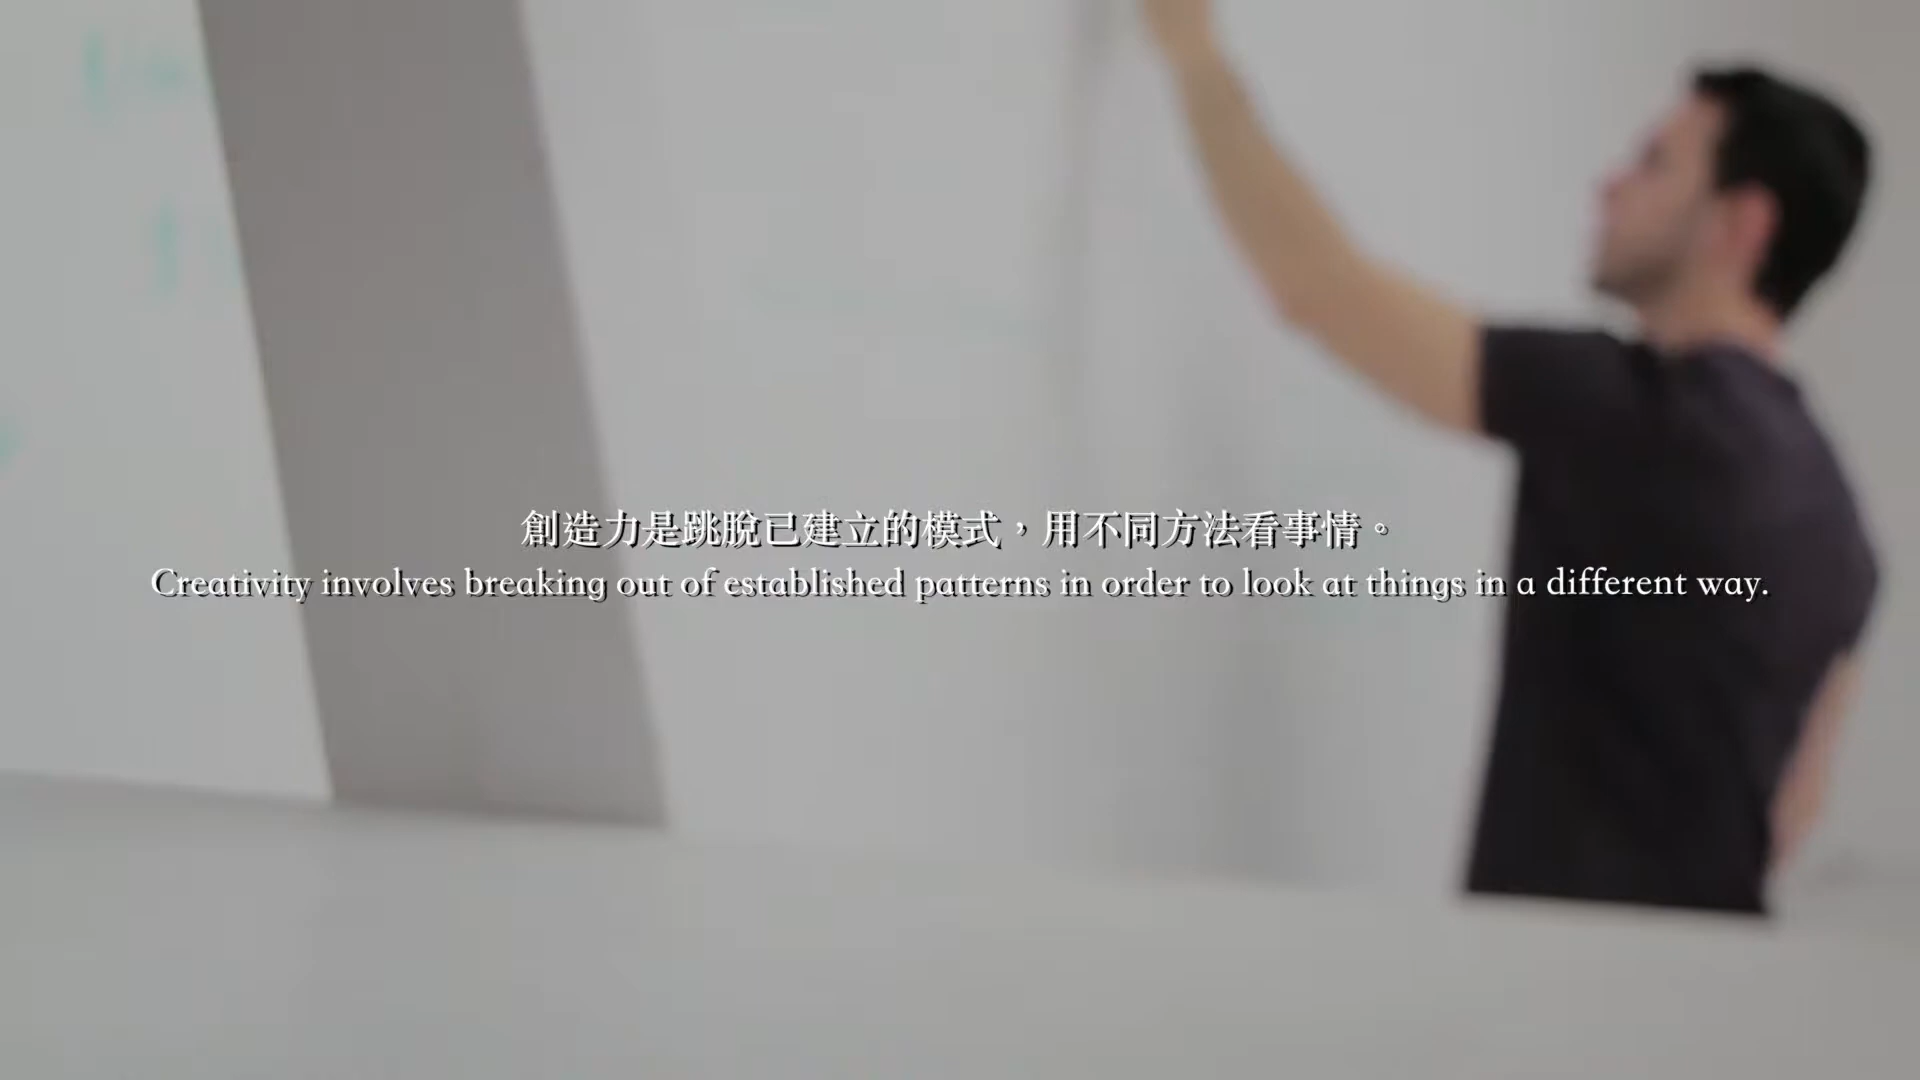 創造力是跳脫已建立的模式，用不同方法看事情。
Creativity involves breaking out of established patterns in order to look at things in a different way.